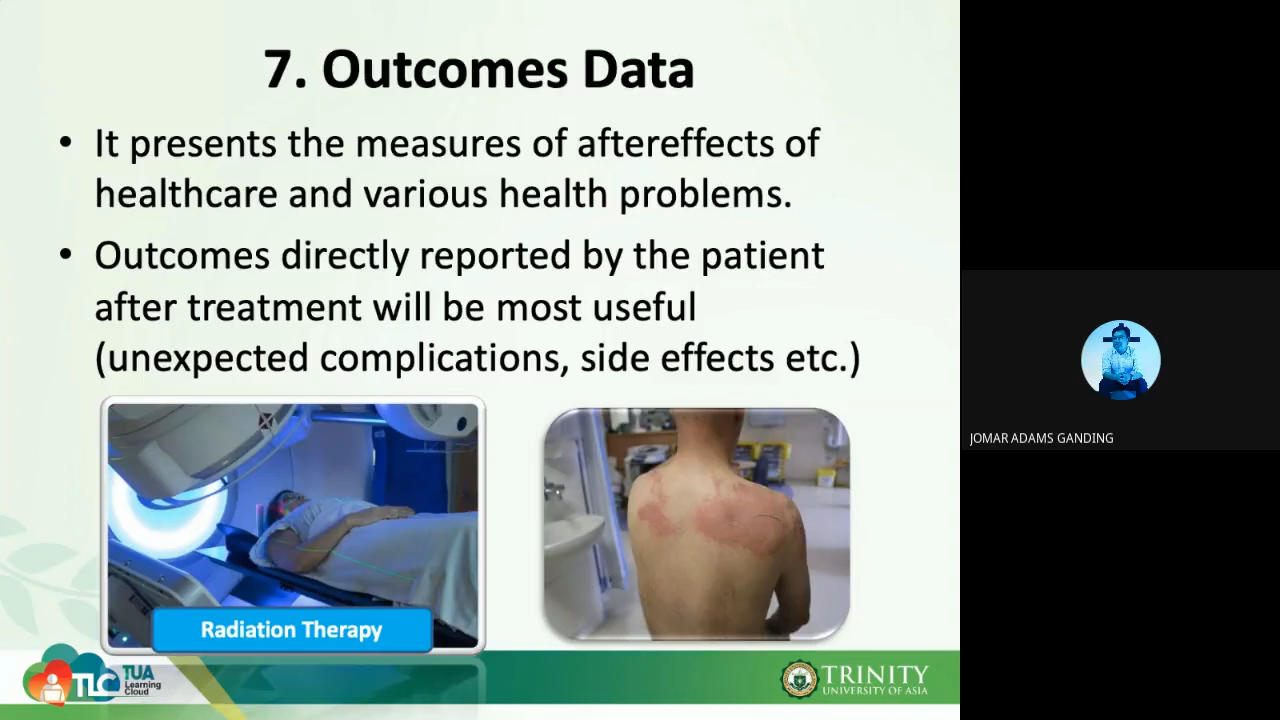 7. Outcomes Data
• It presents the measures of aftereffects of
healthcare and various health problems.
• Outcomes directly reported by the patient
after treatment will be most useful
(unexpected complications, side effects etc.)
Radiation Therapy
JOMAR ADAMS GANDING
TLC TUA
Learning
Cloud
TRINITY
UNIVERSITY OF ASIA